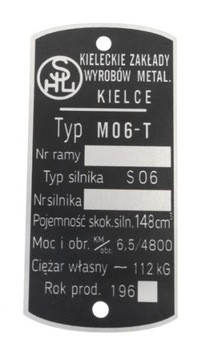 SHL
KIELECKIE ZAKŁADY
WYROBÓW METAL.
KIELCE
Typ M06-T
Nr ramy
Typ silnika S06
Nr silnika
Pojemność skok.siln. 148cm³
Moc i obr. KM/obr. 6,5/4800
Ciężar własny — 112 kG
Rok prod. 196